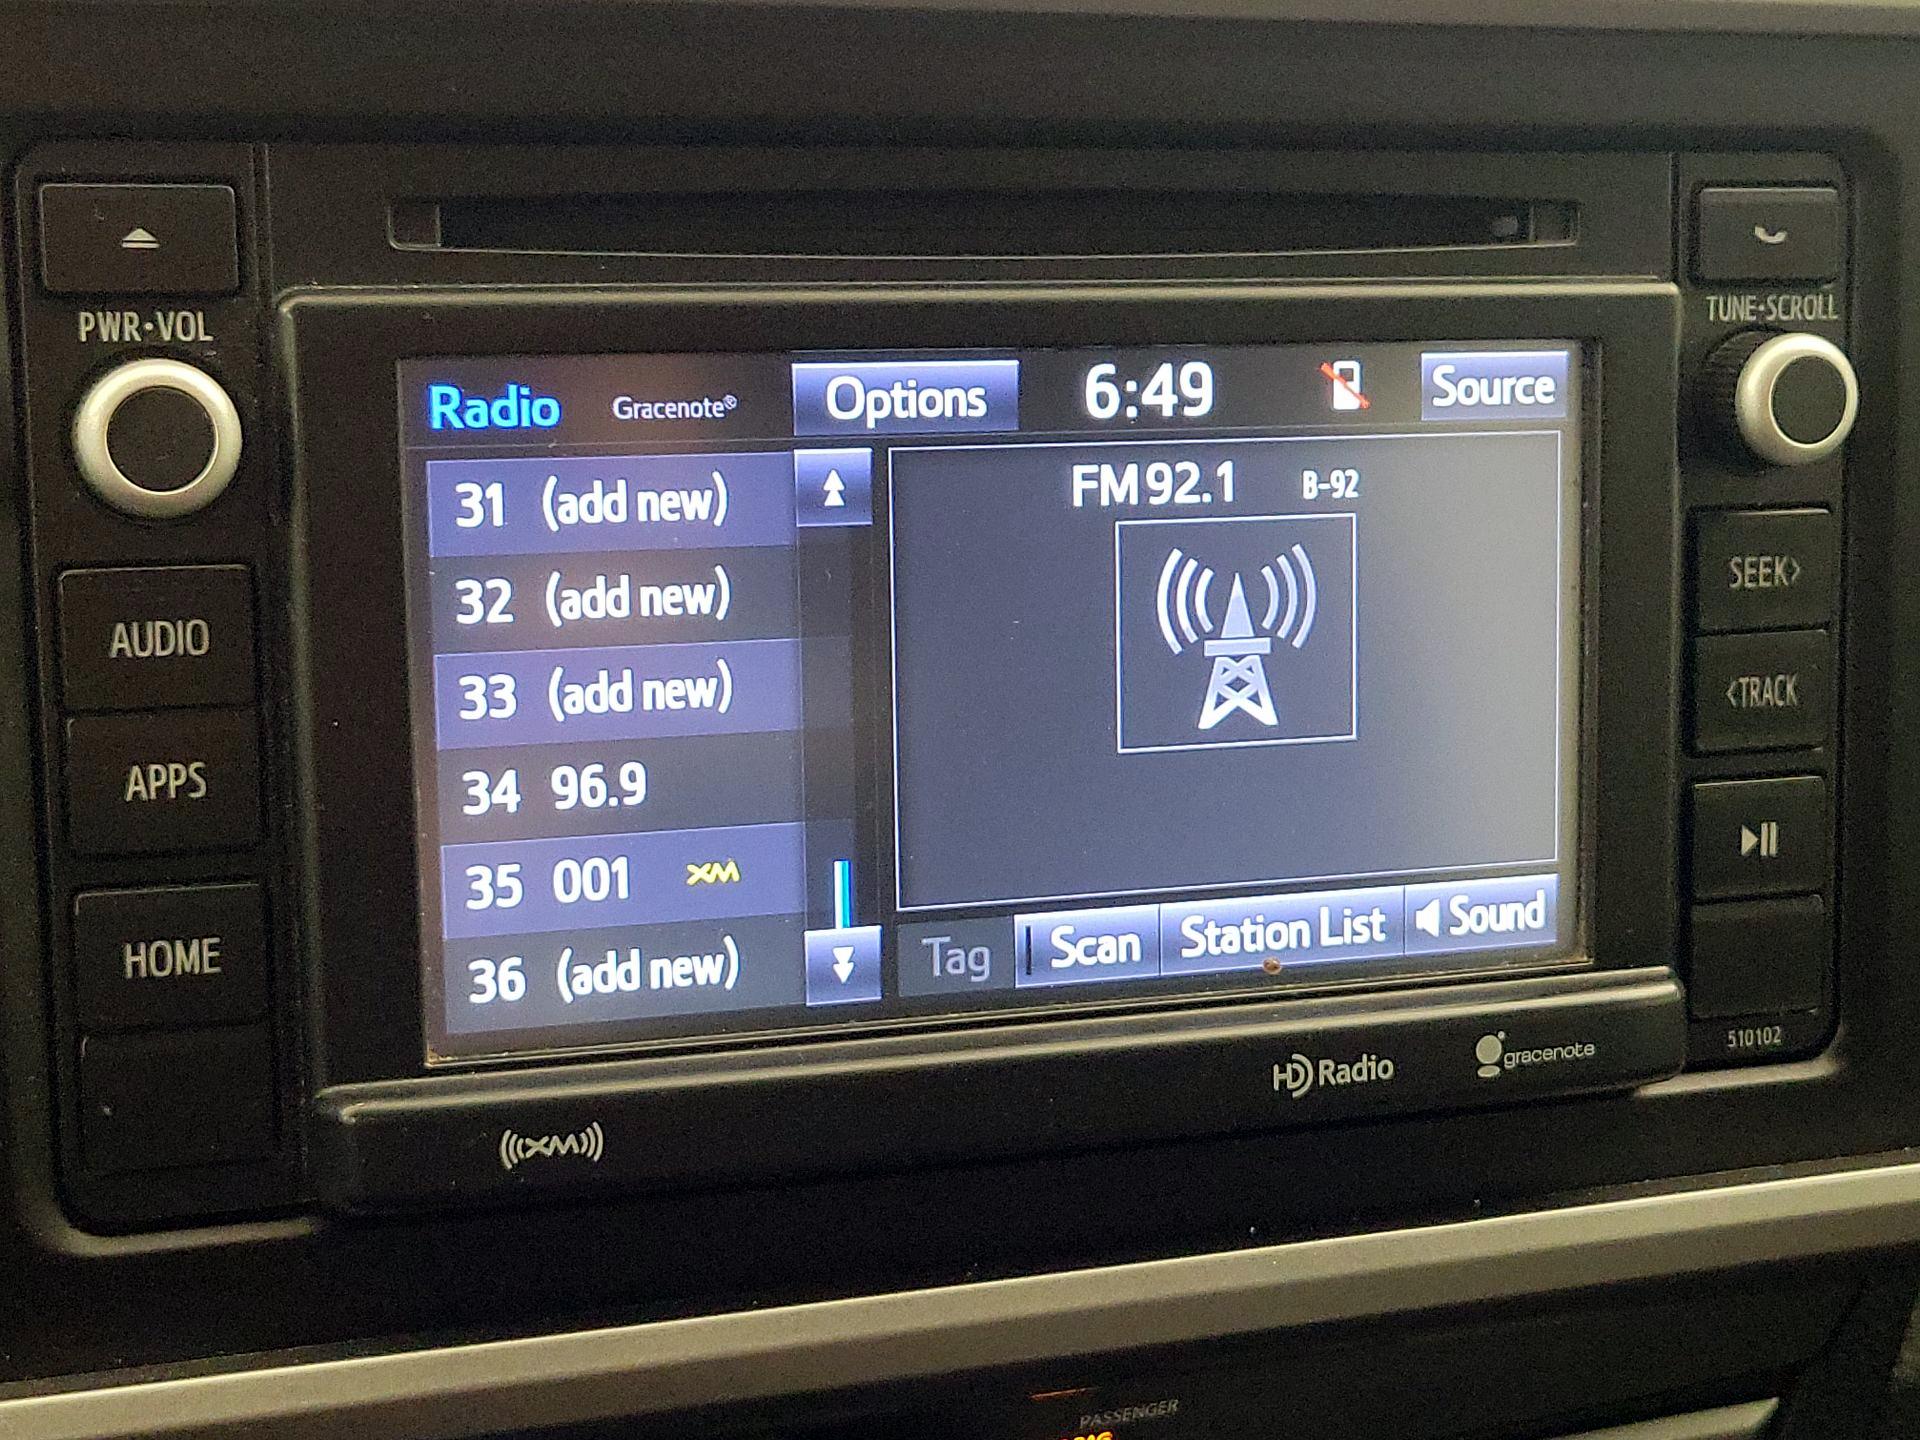 PWR•VOL
AUDIO
APPS
HOME
Radio Gracenote® Options 6:49 Source
31 (add new)
32 (add new)
33 (add new)
34 96.9
35 001 XM
36 (add new)
FM 92.1 B-92
Tag Scan Station List Sound
TUNE•SCROLL
SEEK>
<TRACK
510102
((XM))
HD Radio
gracenote
PASSENGER